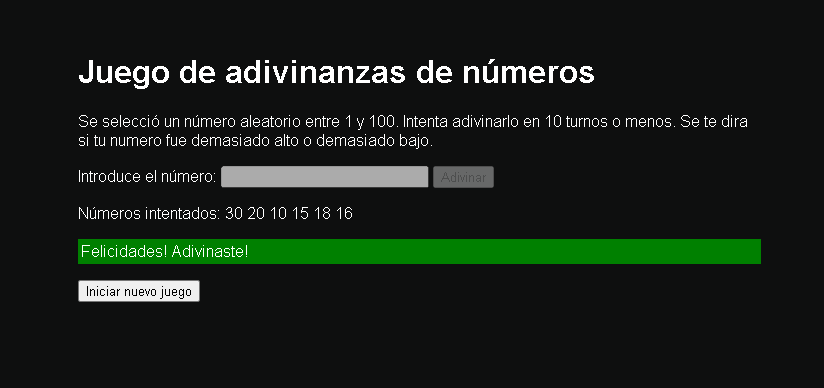 Juego de adivinanzas de números
Se selecció un número aleatorio entre 1 y 100. Intenta adivinarlo en 10 turnos o menos. Se te dira
si tu numero fue demasiado alto o demasiado bajo.
Introduce el número: Adivinar
Números intentados: 30 20 10 15 18 16
Felicidades! Adivinaste!
Iniciar nuevo juego